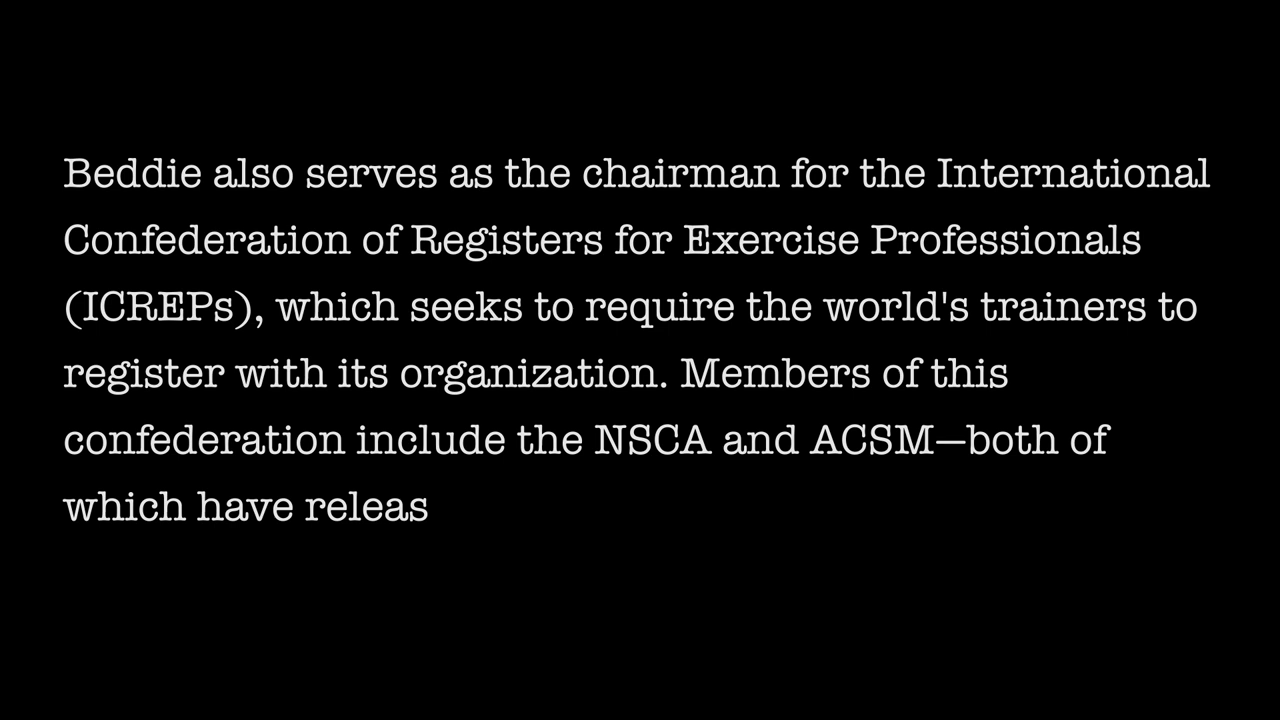 Beddie also serves as the chairman for the International
Confederation of Registers for Exercise Professionals
(ICREPs), which seeks to require the world's trainers to
register with its organization. Members of this
confederation include the NSCA and ACSM—both of
which have releas